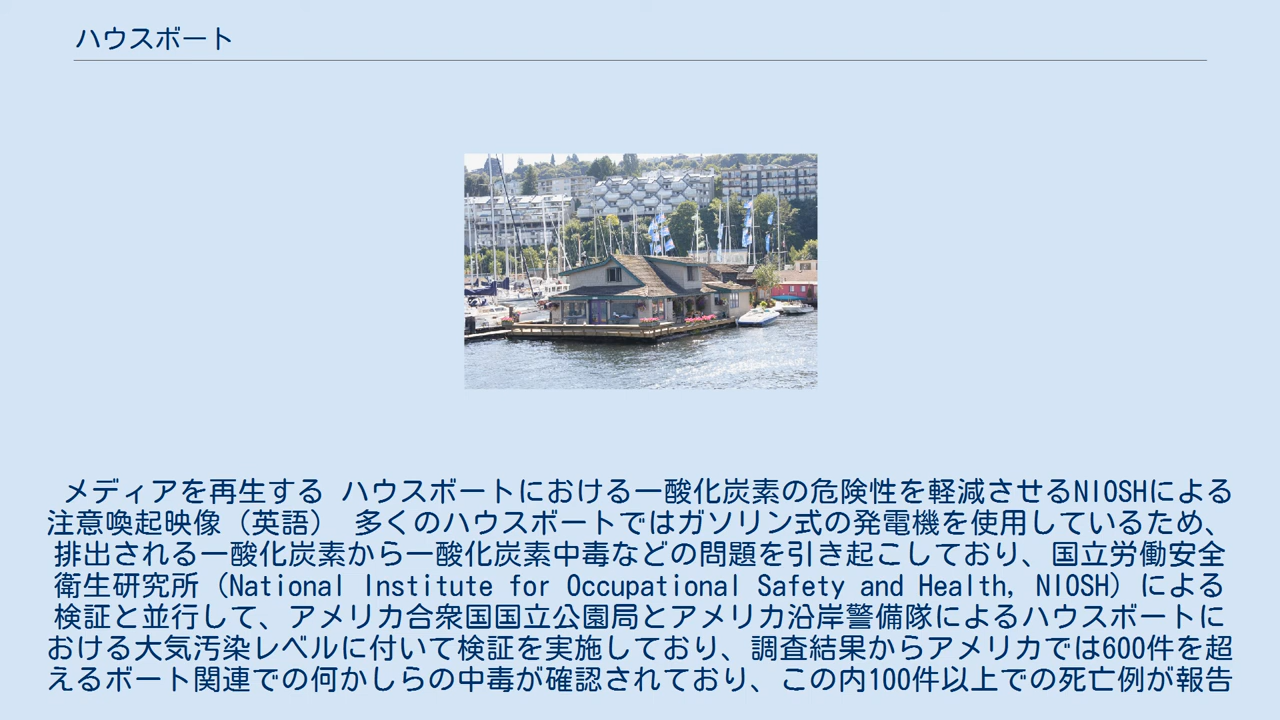 ハウスボート
メディアを再生する ハウスボートにおける一酸化炭素の危険性を軽減させるNIOSHによる
注意喚起映像（英語） 多くのハウスボートではガソリン式の発電機を使用しているため、
排出される一酸化炭素から一酸化炭素中毒などの問題を引き起こしており、国立労働安全
衛生研究所（National Institute for Occupational Safety and Health, NIOSH）による
検証と並行して、アメリカ合衆国国立公園局とアメリカ沿岸警備隊によるハウスボートに
おける大気汚染レベルに付いて検証を実施しており、調査結果からアメリカでは600件を超
えるボート関連での何かしらの中毒が確認されており、この内100件以上での死亡例が報告